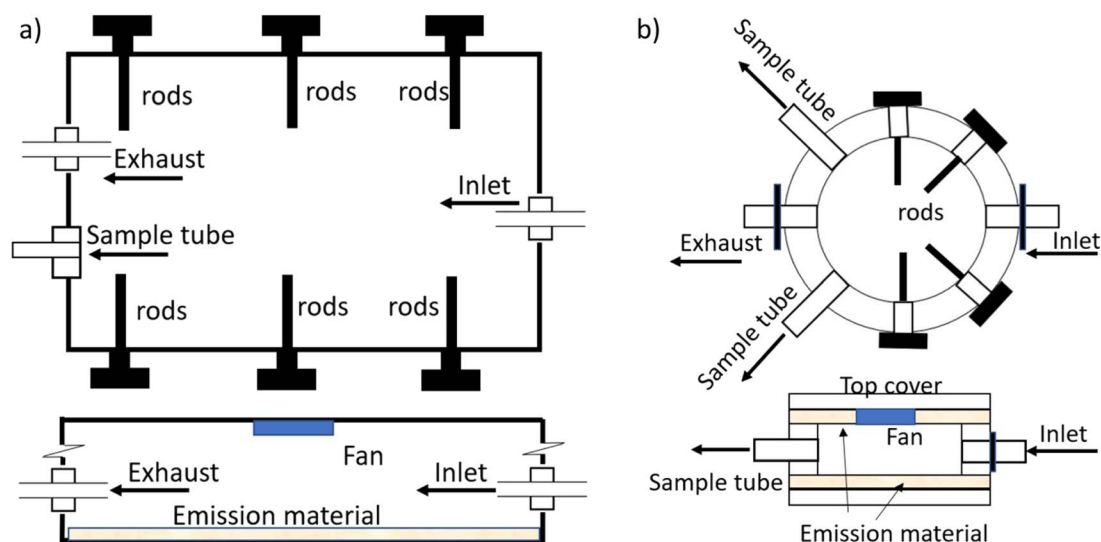 a)
rods
rods
rods
Exhaust
Inlet
Sample tube
rods
rods
rods
Fan
Exhaust
Inlet
Emission material
b)
Sample tube
rods
Exhaust
Inlet
Sample tube
Top cover
Fan
Inlet
Sample tube
Emission material